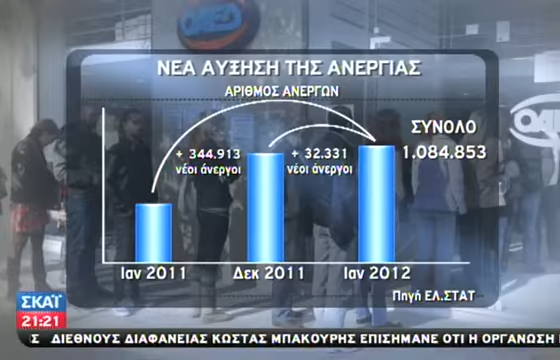 ΟΑΕΔ
ΝΕΑ ΑΥΞΗΣΗ ΤΗΣ ΑΝΕΡΓΙΑΣ
ΑΡΙΘΜΟΣ ΑΝΕΡΓΩΝ
ΣΥΝΟΛΟ
1.084.853
+ 344.913
νέοι άνεργοι
+ 32.331
νέοι άνεργοι
Ιαν 2011
Δεκ 2011
Ιαν 2012
Πηγή ΕΛ.ΣΤΑΤ
ΣΚΑΪ
21:21
Σ ΔΙΕΘΝΟΥΣ ΔΙΑΦΑΝΕΙΑΣ ΚΩΣΤΑΣ ΜΠΑΚΟΥΡΗΣ ΕΠΙΣΗΜΑΝΕ ΟΤΙ Η ΟΡΓΑΝΩΣΗ